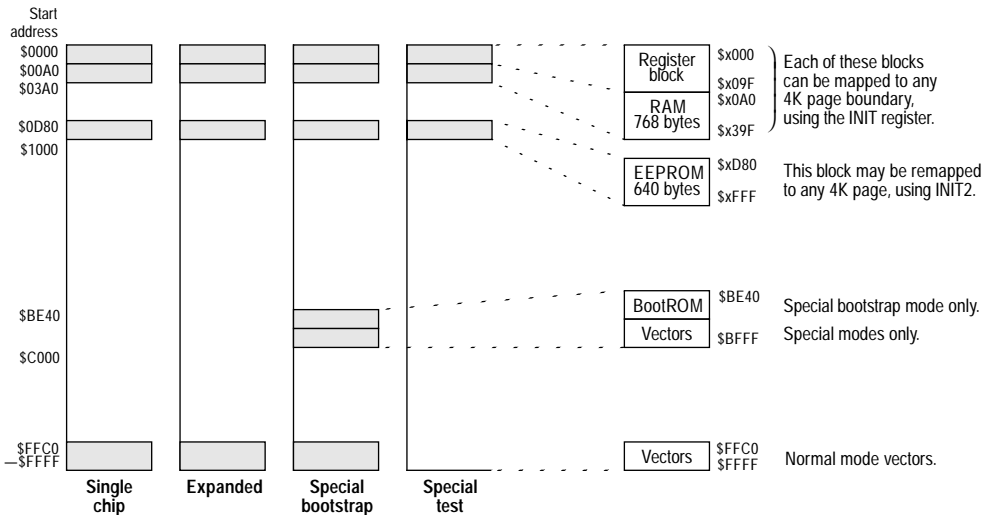 Start
address
$0000
$00A0
$03A0
$0D80
$1000
$BE40
$C000
$FFC0
—$FFFF
Single
chip
Expanded
Special
bootstrap
Special
test
Register
block
$x000
$x09F
RAM
768 bytes
$x0A0
$x39F
Each of these blocks
can be mapped to any
4K page boundary,
using the INIT register.
EEPROM
640 bytes
$xD80
$xFFF
This block may be remapped
to any 4K page, using INIT2.
BootROM
$BE40
Special bootstrap mode only.
Vectors
$BFFF
Special modes only.
Vectors
$FFC0
$FFFF
Normal mode vectors.